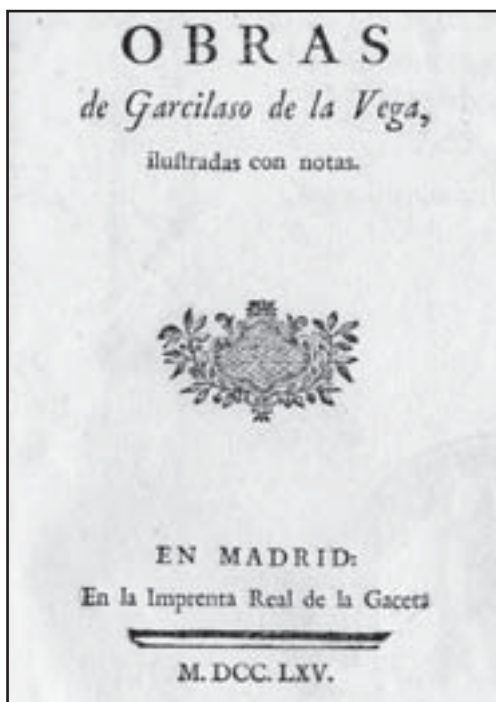 OBRAS
de Garcilaso de la Vega,
iluſtradas con notas.
EN MADRID:
En la Imprenta Real de la Gaceta
M. DCC. LXV.